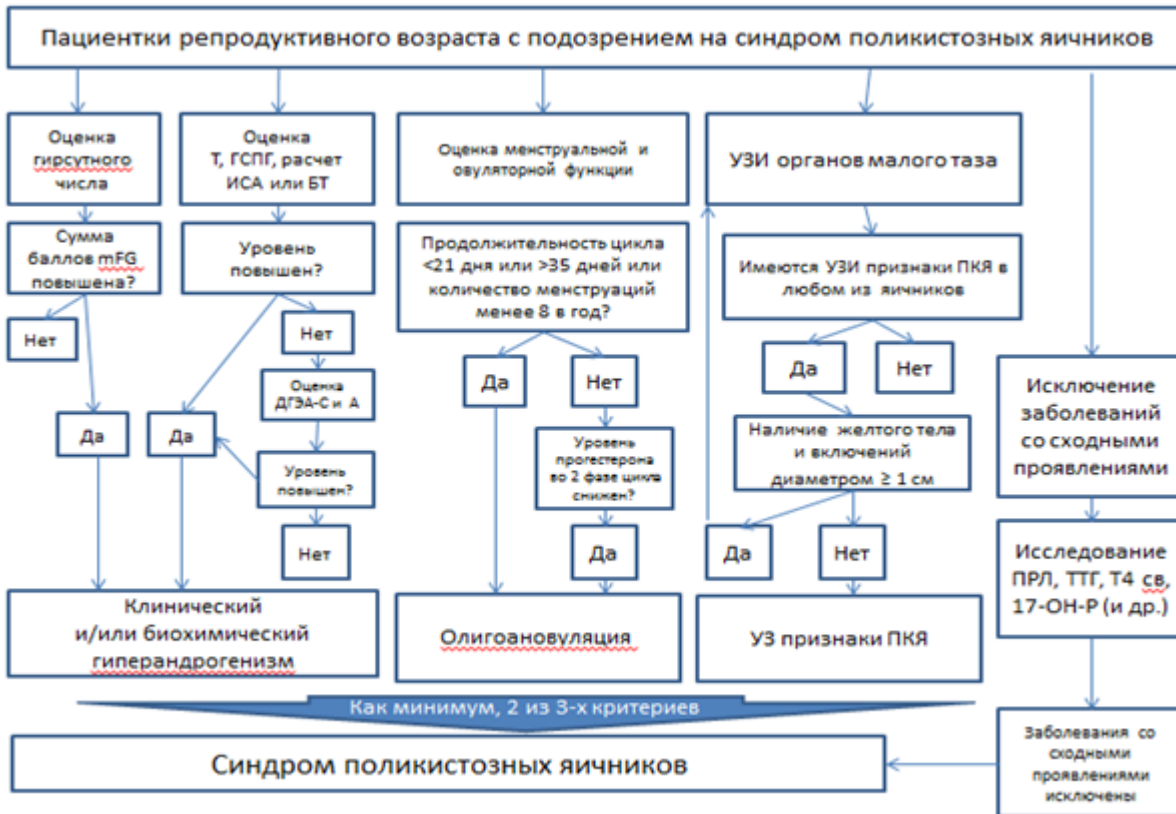 Пациентки репродуктивного возраста с подозрением на синдром поликистозных яичников
Оценка
гирсутного
числа
Сумма
баллов mFG
повышена?
Нет
Да
Оценка
Т, ГСПГ, расчет
ИСА или БТ
Уровень
повышен?
Нет
Оценка
ДГЭА-С и А
Да
Уровень
повышен?
Нет
Клинический
и/или биохимический
гиперандрогенизм
Оценка менструальной и
овуляторной функции
Продолжительность цикла
<21 дня или >35 дней или
количество менструаций
менее 8 в год?
Да
Нет
Уровень
прогестерона
во 2 фазе цикла
снижен?
Да
Олигоановуляция
УЗИ органов малого таза
Имеются УЗИ признаки ПКЯ в
любом из яичников
Да
Нет
Наличие желтого тела
и включений
диаметром ≥ 1 см
Да
Нет
УЗ признаки ПКЯ
Исключение
заболеваний
со сходными
проявлениями
Исследование
ПРЛ, ТТГ, Т4 св,
17-ОН-Р (и др.)
Заболевания со
сходными
проявлениями
исключены
Как минимум, 2 из 3-х критериев
Синдром поликистозных яичников